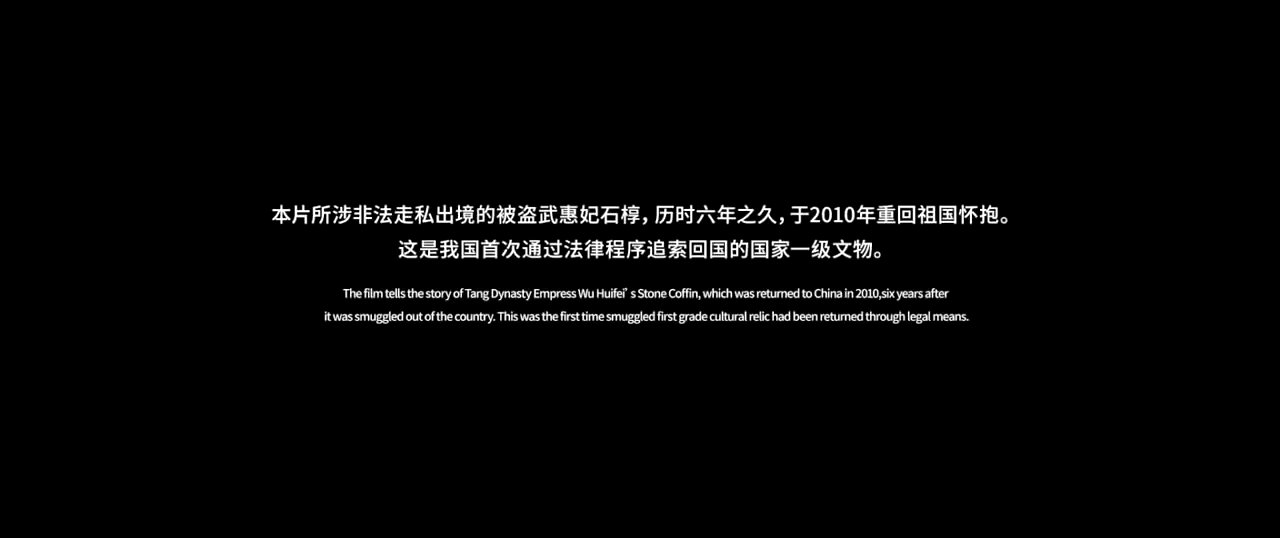 本片所涉非法走私出境的被盗武惠妃石椁，历时六年之久，于2010年重回祖国怀抱。
这是我国首次通过法律程序追索回国的国家一级文物。
The film tells the story of Tang Dynasty Empress Wu Huifei’s Stone Coffin, which was returned to China in 2010,six years after
it was smuggled out of the country. This was the first time smuggled first grade cultural relic had been returned through legal means.